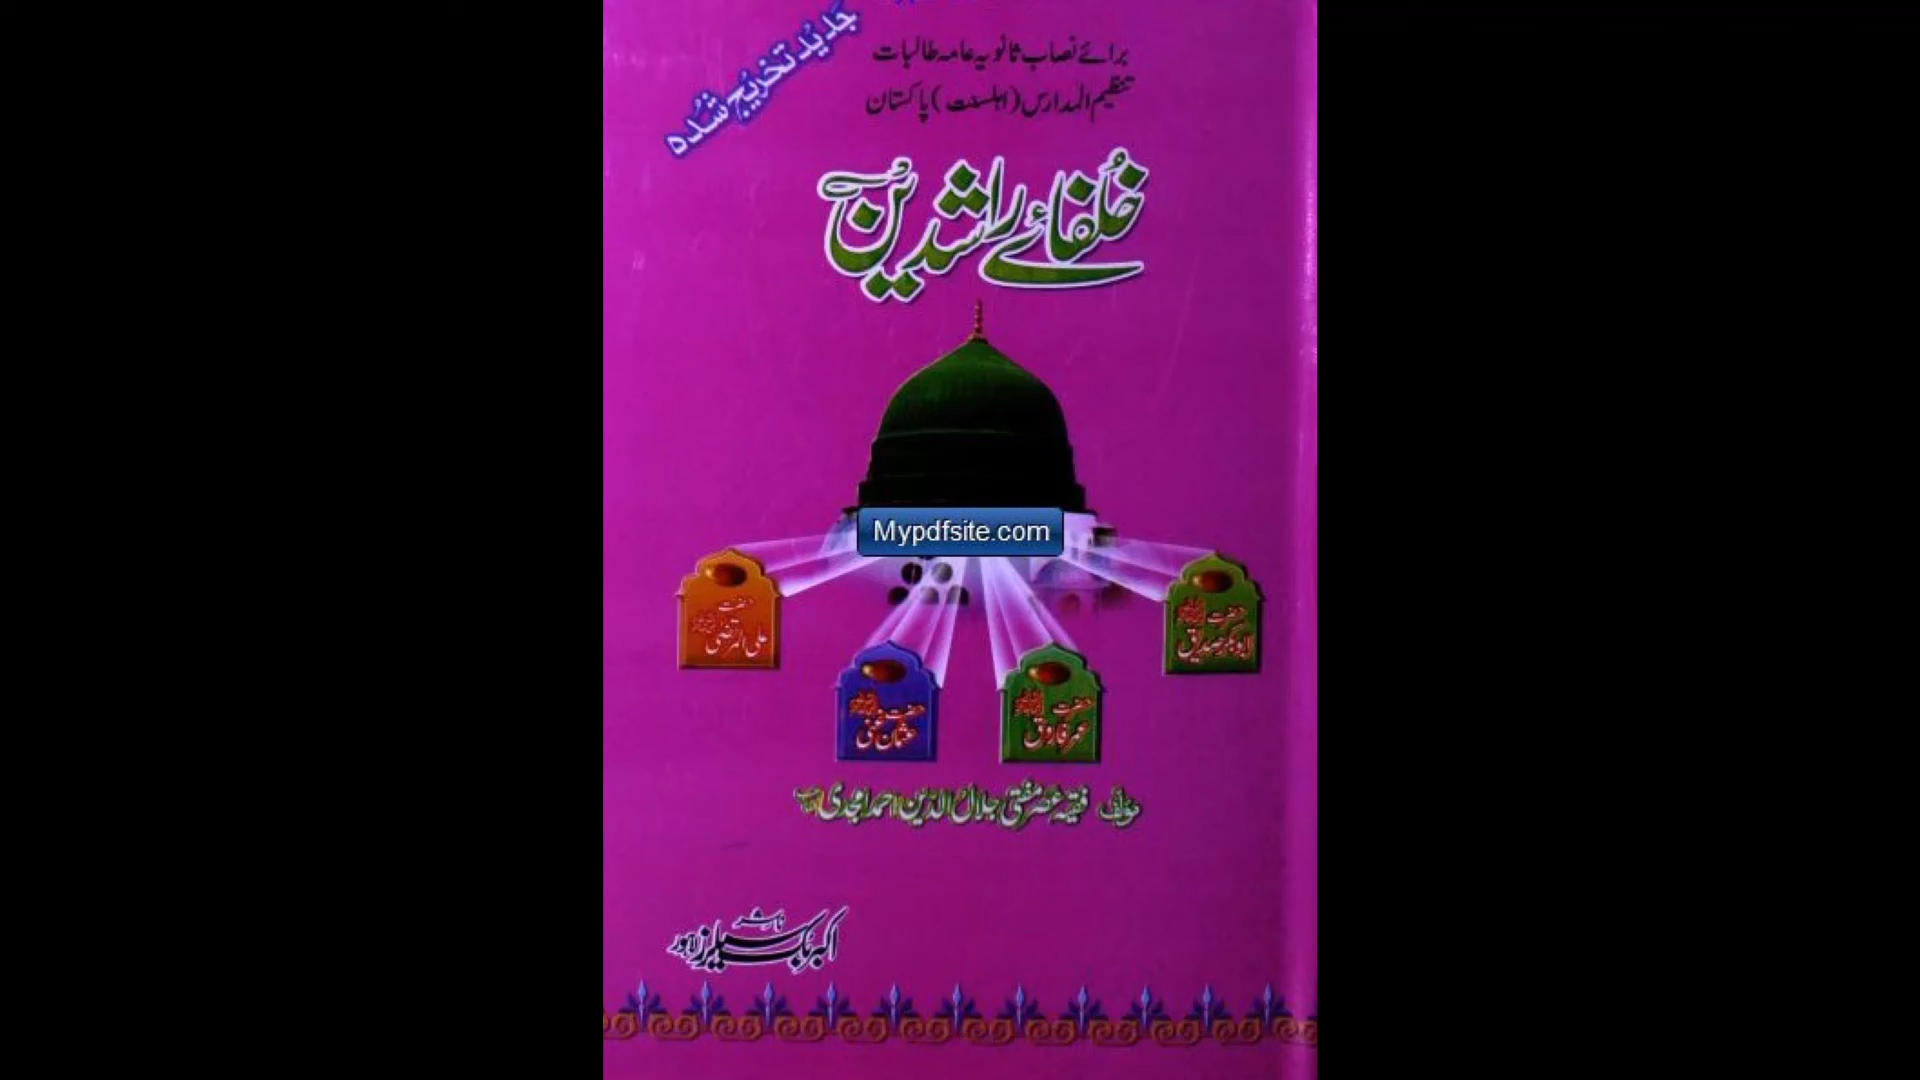 جدید تخریج شدہ
برائے نصاب ثانویہ عامہ طالبات
تنظیم المدارس (اہلسنت) پاکستان
خُلفائے راشدین
Mypdfsite.com
حضرت
ابوبکر صدیق
حضرت
علی المرتضی
حضرت
عمر فاروق
حضرت
عثمان غنی
مؤلف فقیہ عصر مفتی جلال الدین احمد امجدی
ناشر
اکبر بک سیلرز لاہور